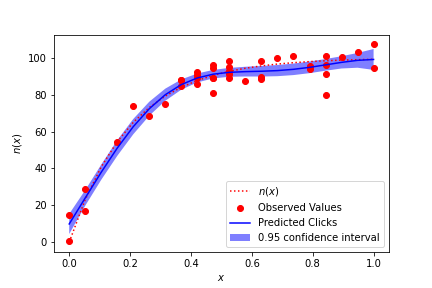 100
80
60
40
20
0
n(x)
0.0 0.2 0.4 0.6 0.8 1.0
x
n(x)
Observed Values
Predicted Clicks
0.95 confidence interval